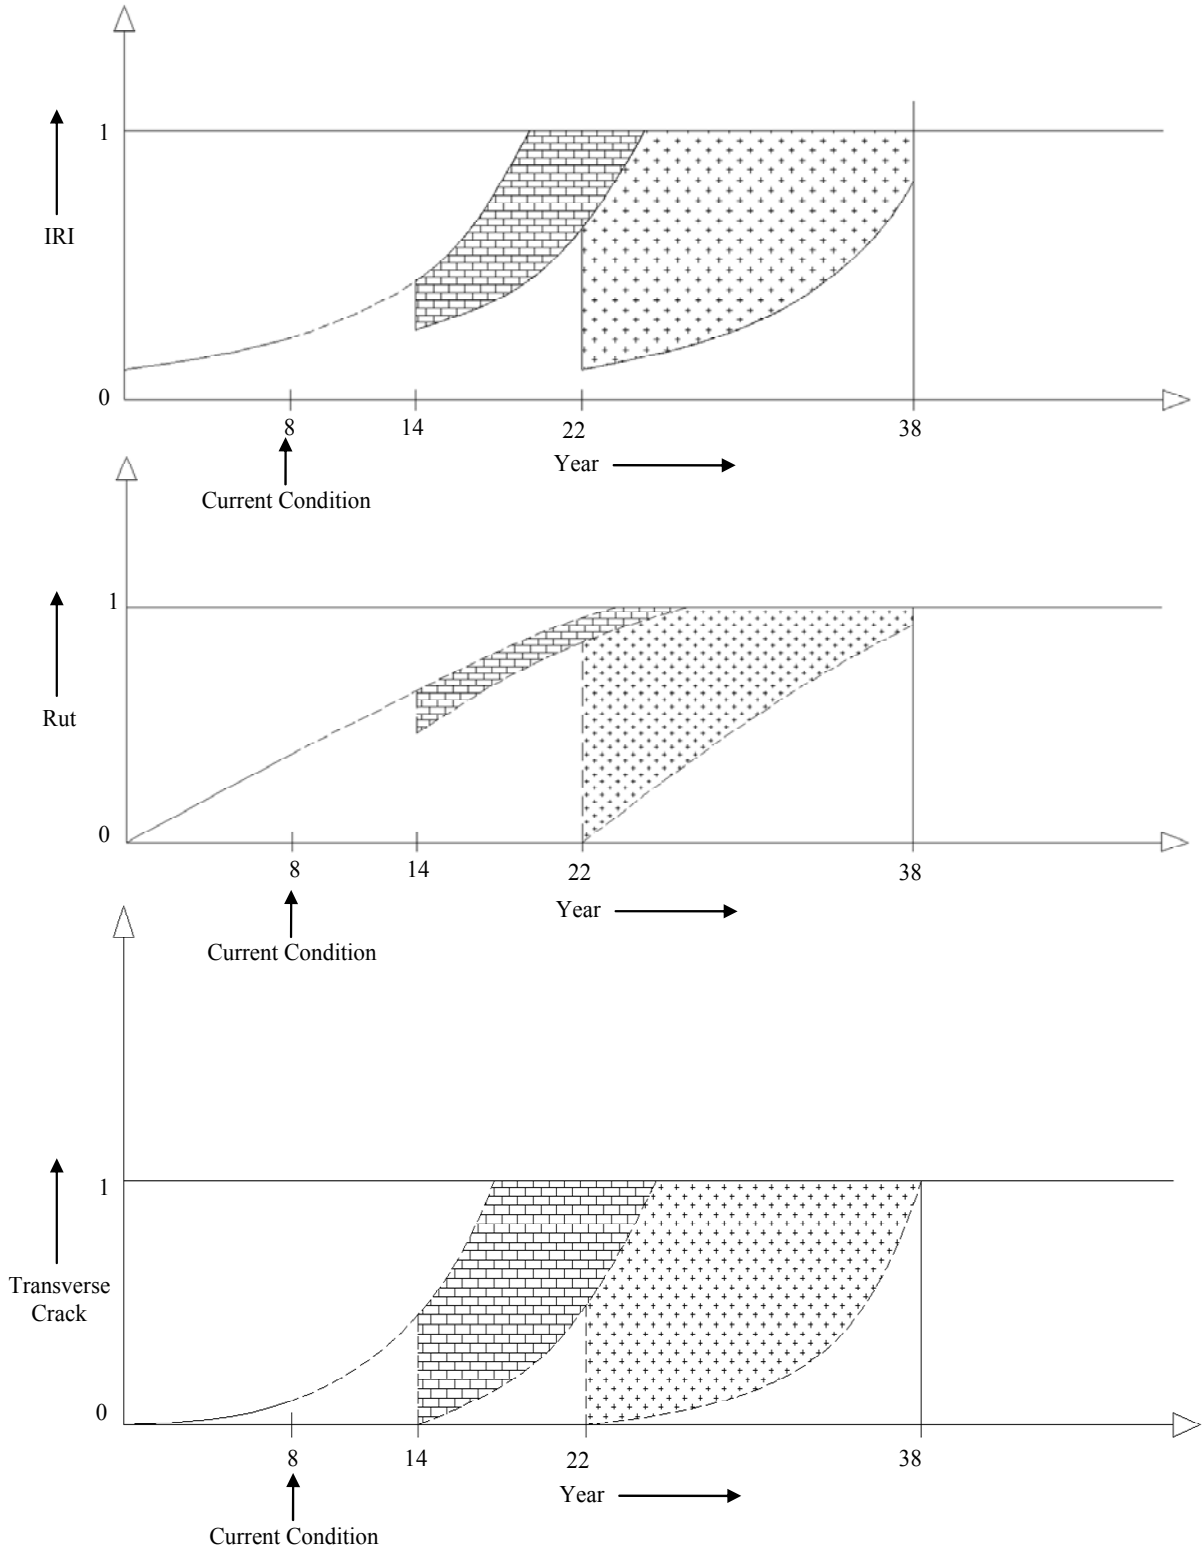 1
IRI
0
8
14
22
38
Year
Current Condition
1
Rut
0
8
14
22
38
Year
Current Condition
1
Transverse
Crack
0
8
14
22
38
Year
Current Condition